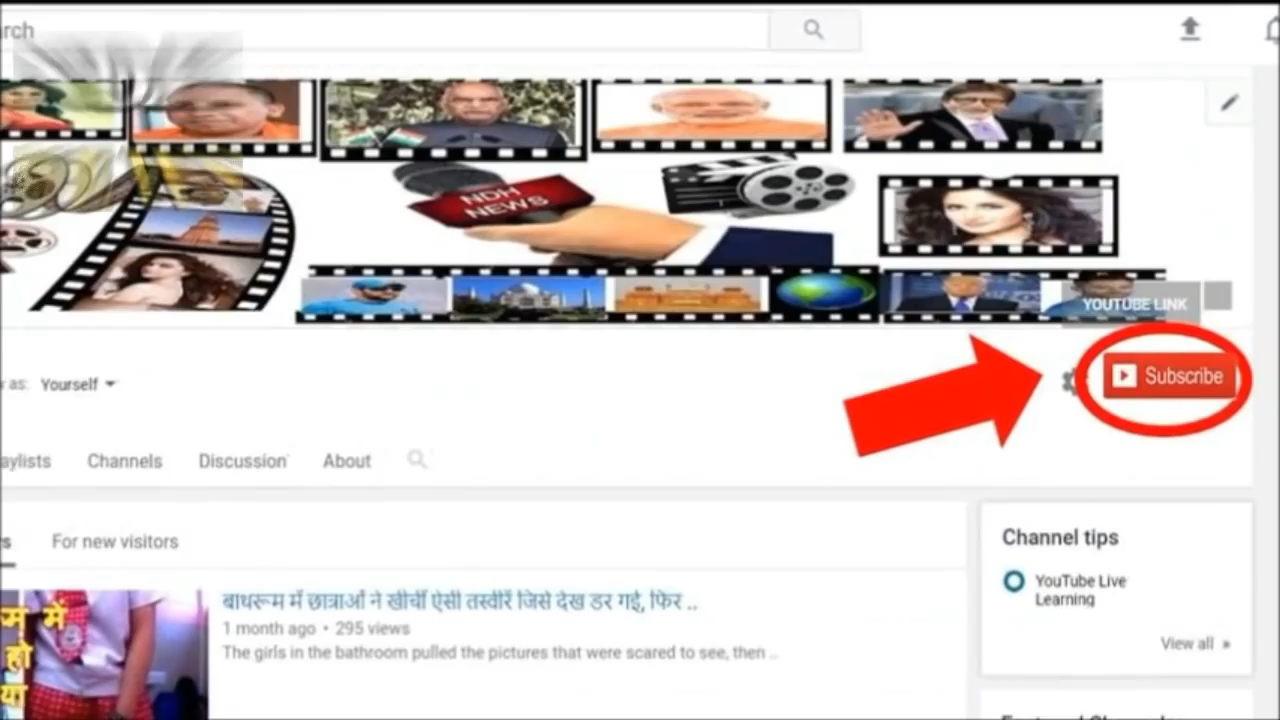 rch
NDH
NEWS
YOUTUBE LINK
as: Yourself
Subscribe
aylists Channels Discussion About
s For new visitors
Channel tips
YouTube Live
Learning
View all »
बाथरूम में छात्राओं ने खींचीं ऐसी तस्वीरें जिसे देख डर गई, फिर ..
1 month ago • 295 views
The girls in the bathroom pulled the pictures that were scared to see, then ..
म में
हो
या